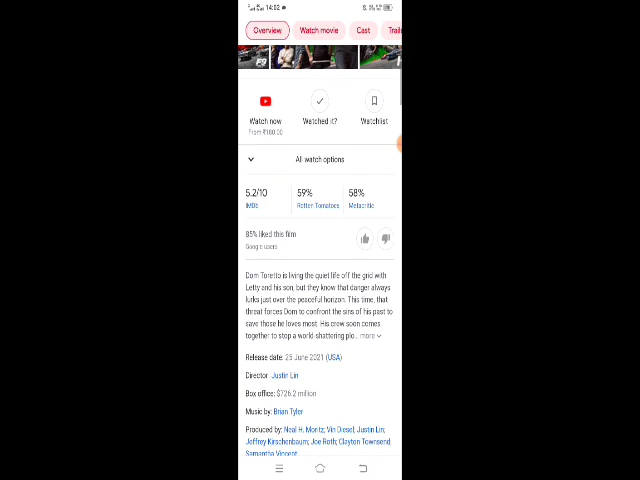 14:02
Overview Watch movie Cast Trail
F9
Watch now Watched it? Watchlist
From ₹180.00
All watch options
5.2/10 59% 58%
IMDb Rotten Tomatoes Metacritic
85% liked this film
Google users
Dom Toretto is living the quiet life off the grid with
Letty and his son, but they know that danger always
lurks just over the peaceful horizon. This time, that
threat forces Dom to confront the sins of his past to
save those he loves most. His crew soon comes
together to stop a world-shattering plo... more
Release date: 25 June 2021 (USA)
Director: Justin Lin
Box office: $726.2 million
Music by: Brian Tyler
Produced by: Neal H. Moritz; Vin Diesel; Justin Lin;
Jeffrey Kirschenbaum; Joe Roth; Clayton Townsend;
Samantha Vincent